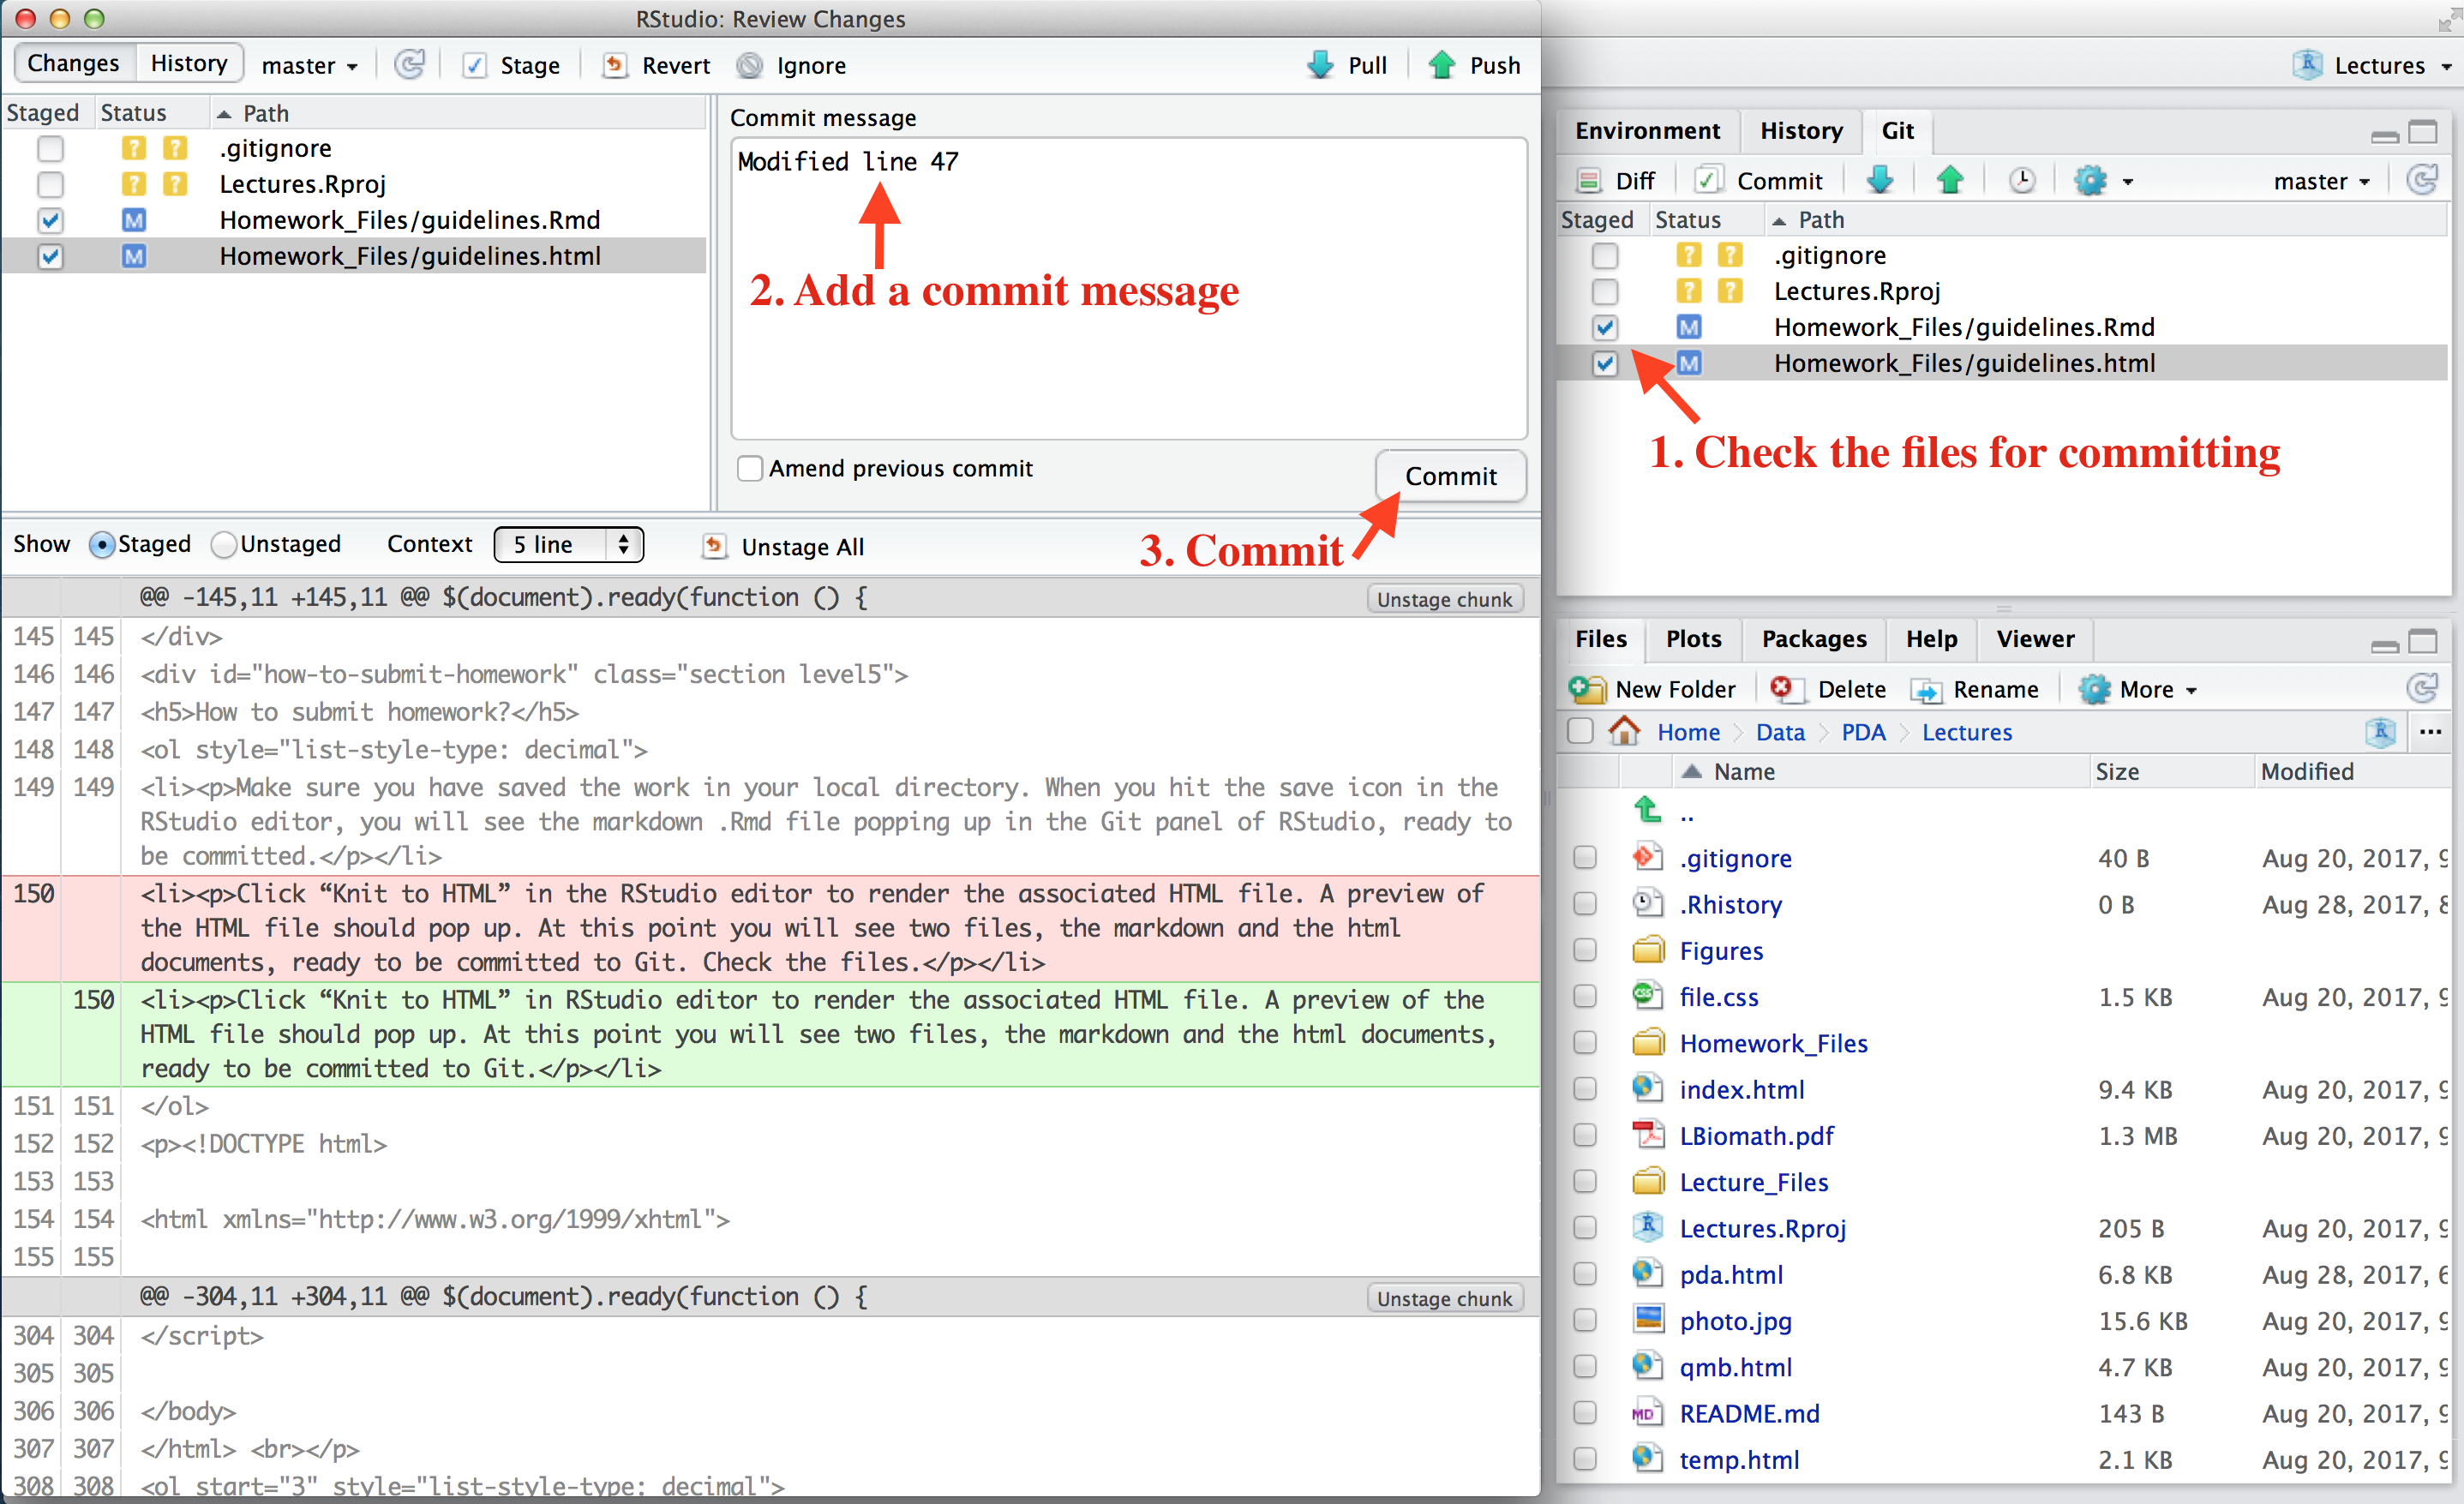 RStudio: Review Changes
Changes History master Stage Revert Ignore Pull Push
Staged Status Path
? ? .gitignore
? ? Lectures.Rproj
M Homework_Files/guidelines.Rmd
M Homework_Files/guidelines.html
Commit message
Modified line 47
2. Add a commit message
Amend previous commit
Commit
3. Commit
Show Staged Unstaged Context 5 line Unstage All
@@ -145,11 +145,11 @@ $(document).ready(function () { Unstage chunk
145 145 </div>
146 146 <div id="how-to-submit-homework" class="section level5">
147 147 <h5>How to submit homework?</h5>
148 148 <ol style="list-style-type: decimal">
149 149 <li><p>Make sure you have saved the work in your local directory. When you hit the save icon in the
RStudio editor, you will see the markdown .Rmd file popping up in the Git panel of RStudio, ready to
be committed.</p></li>
150 <li><p>Click “Knit to HTML” in the RStudio editor to render the associated HTML file. A preview of
the HTML file should pop up. At this point you will see two files, the markdown and the html
documents, ready to be committed to Git. Check the files.</p></li>
150 <li><p>Click “Knit to HTML” in RStudio editor to render the associated HTML file. A preview of the
HTML file should pop up. At this point you will see two files, the markdown and the html documents,
ready to be committed to Git.</p></li>
151 151 </ol>
152 152 <p><!DOCTYPE html>
153 153
154 154 <html xmlns="http://www.w3.org/1999/xhtml">
155 155
@@ -304,11 +304,11 @@ $(document).ready(function () { Unstage chunk
304 304 </script>
305 305
306 306 </body>
307 307 </html> <br></p>
308 308 <ol start="3" style="list-style-type: decimal">
Lectures
Environment History Git
Diff Commit master
Staged Status Path
? ? .gitignore
? ? Lectures.Rproj
M Homework_Files/guidelines.Rmd
M Homework_Files/guidelines.html
1. Check the files for committing
Files Plots Packages Help Viewer
New Folder Delete Rename More
Home Data PDA Lectures R ...
Name Size Modified
..
.gitignore 40 B Aug 20, 2017, 9
.Rhistory 0 B Aug 28, 2017, 8
Figures
file.css 1.5 KB Aug 20, 2017, 9
Homework_Files
index.html 9.4 KB Aug 20, 2017, 9
LBiomath.pdf 1.3 MB Aug 20, 2017, 9
Lecture_Files
Lectures.Rproj 205 B Aug 20, 2017, 9
pda.html 6.8 KB Aug 28, 2017, 6
photo.jpg 15.6 KB Aug 20, 2017, 9
qmb.html 4.7 KB Aug 20, 2017, 9
README.md 143 B Aug 20, 2017, 9
temp.html 2.1 KB Aug 20, 2017, 9